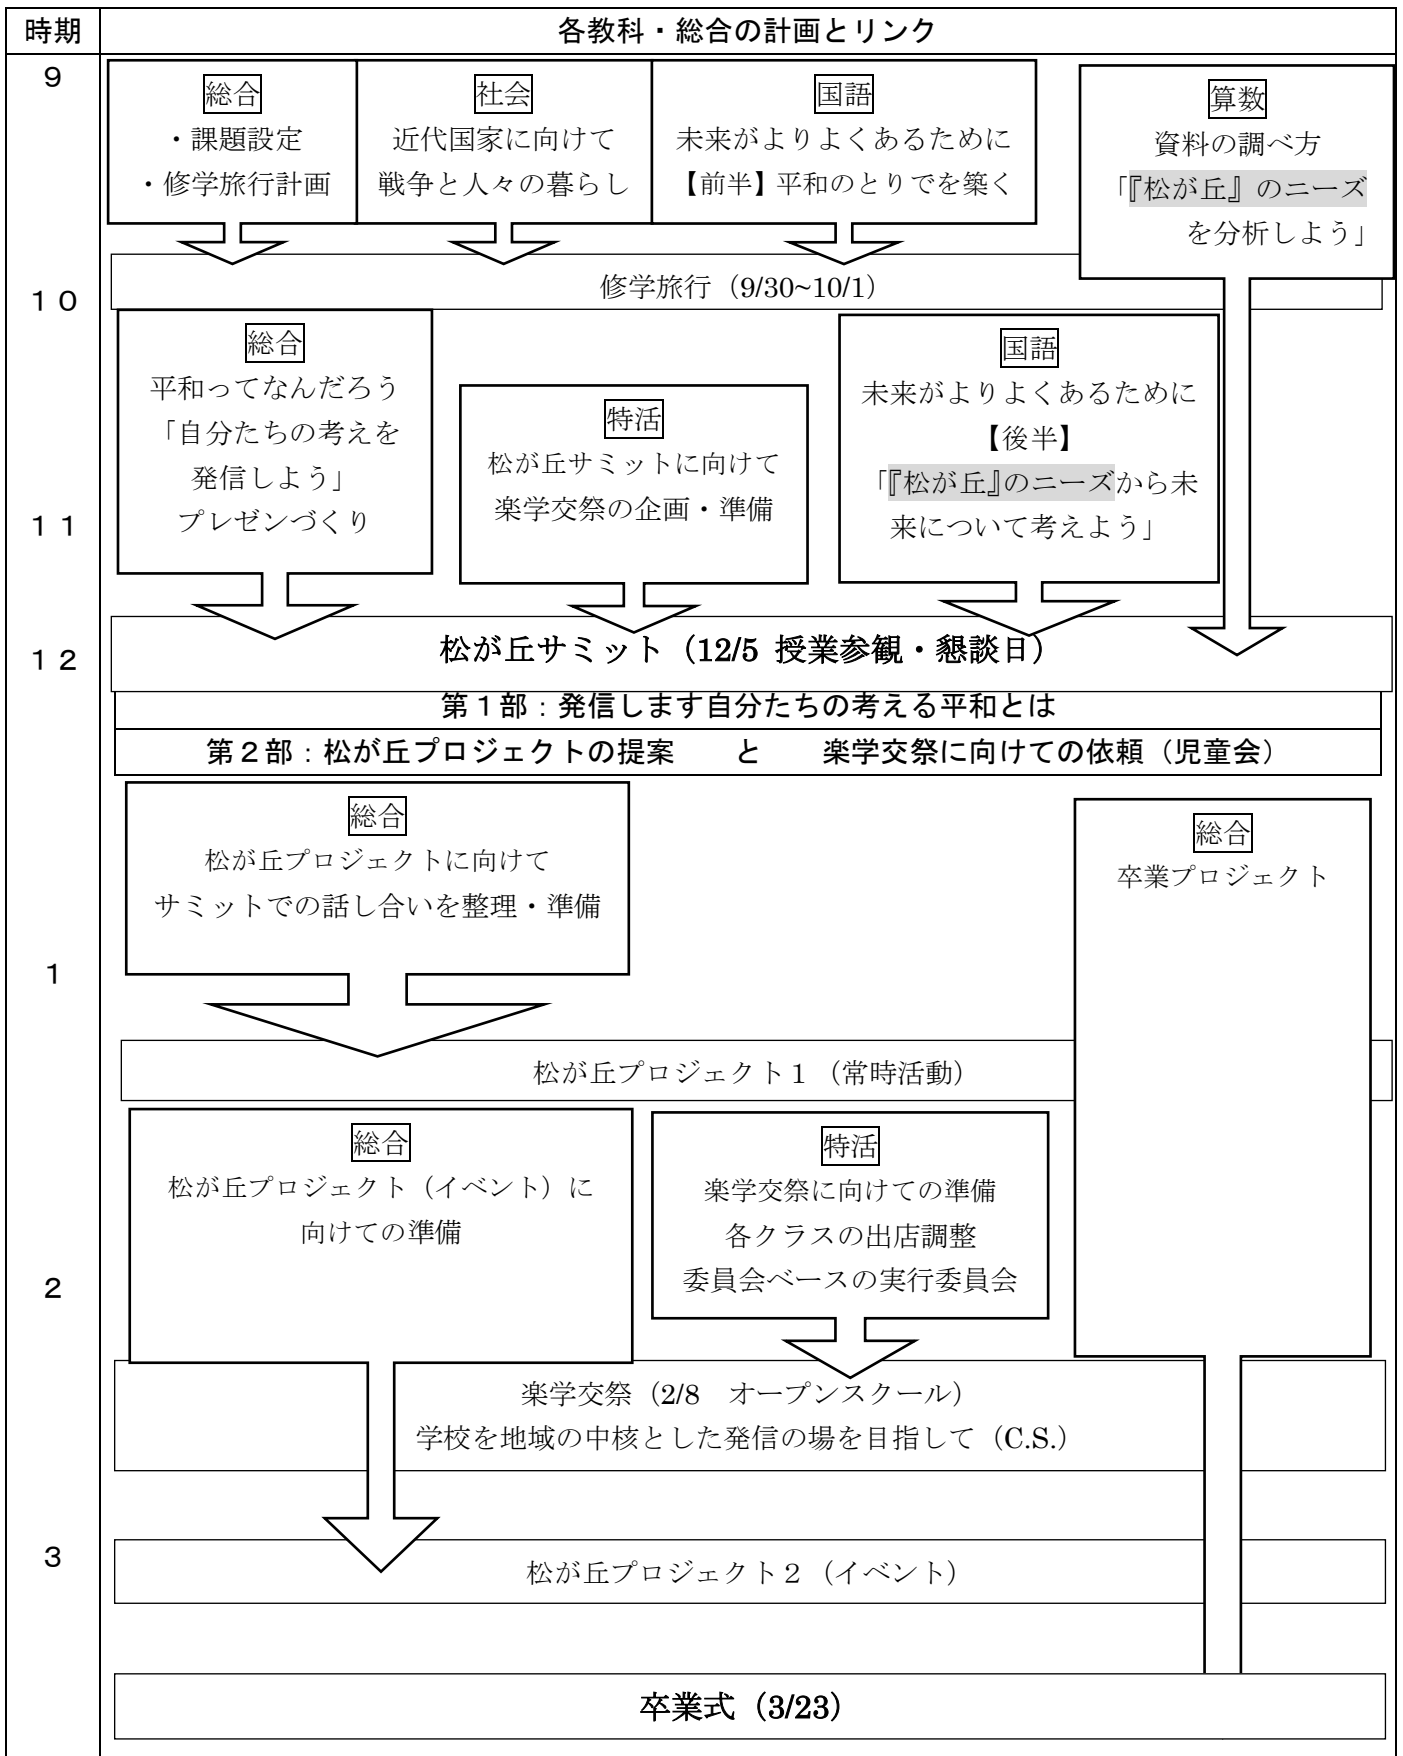 時期
各教科・総合の計画とリンク
９
総合
・課題設定
・修学旅行計画
社会
近代国家に向けて
戦争と人々の暮らし
国語
未来がよりよくあるために
【前半】平和のとりでを築く
算数
資料の調べ方
「『松が丘』のニーズ
を分析しよう」
１０
修学旅行（9/30~10/1）
総合
平和ってなんだろう
「自分たちの考えを
発信しよう」
プレゼンづくり
特活
松が丘サミットに向けて
楽学交祭の企画・準備
国語
未来がよりよくあるために
【後半】
「『松が丘』のニーズから未
来について考えよう」
１１
１２
松が丘サミット（12/5 授業参観・懇談日）
第１部：発信します自分たちの考える平和とは
第２部：松が丘プロジェクトの提案　　と　　楽学交祭に向けての依頼（児童会）
総合
松が丘プロジェクトに向けて
サミットでの話し合いを整理・準備
総合
卒業プロジェクト
１
松が丘プロジェクト１（常時活動）
総合
松が丘プロジェクト（イベント）に
向けての準備
特活
楽学交祭に向けての準備
各クラスの出店調整
委員会ベースの実行委員会
２
楽学交祭（2/8　オープンスクール）
学校を地域の中核とした発信の場を目指して（C.S.）
３
松が丘プロジェクト２（イベント）
卒業式（3/23）